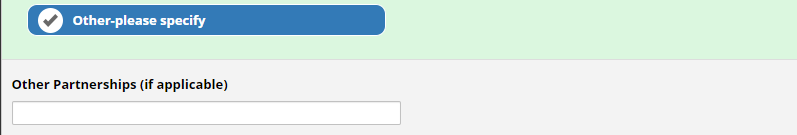 Other-please specify
Other Partnerships (if applicable)